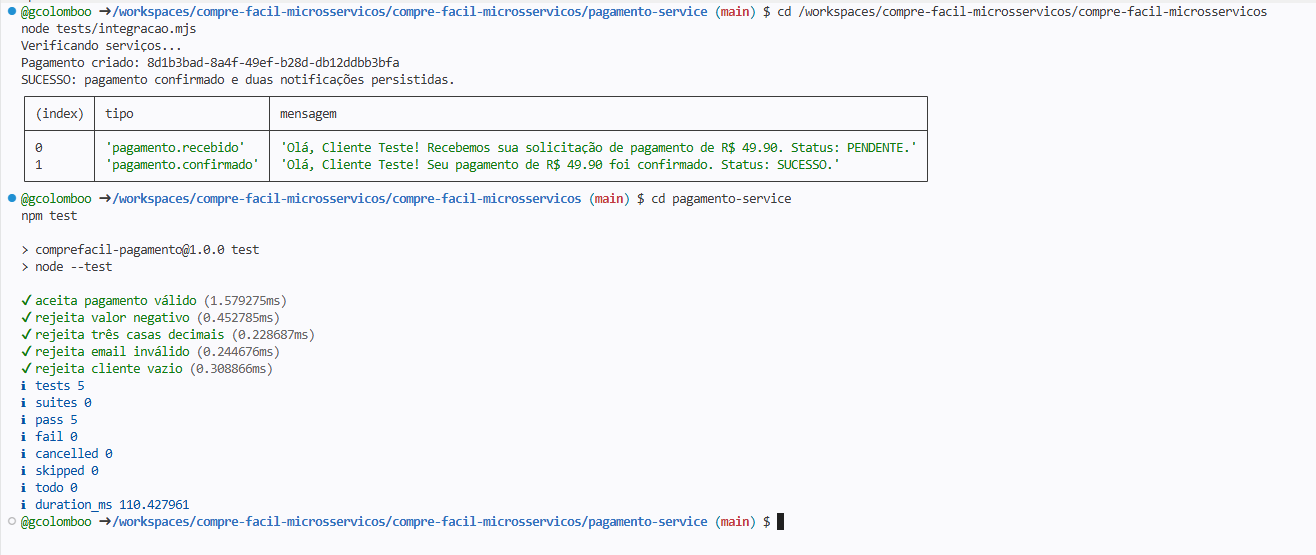 @gcolomboo →/workspaces/compre-facil-microsservicos/compre-facil-microsservicos/pagamento-service (main) $ cd /workspaces/compre-facil-microsservicos/compre-facil-microsservicos
node tests/integracao.mjs
Verificando serviços...
Pagamento criado: 8d1b3bad-8a4f-49ef-b28d-db12ddbb3bfa
SUCESSO: pagamento confirmado e duas notificações persistidas.
(index) tipo mensagem
0 'pagamento.recebido' 'Olá, Cliente Teste! Recebemos sua solicitação de pagamento de R$ 49.90. Status: PENDENTE.'
1 'pagamento.confirmado' 'Olá, Cliente Teste! Seu pagamento de R$ 49.90 foi confirmado. Status: SUCESSO.'
@gcolomboo →/workspaces/compre-facil-microsservicos/compre-facil-microsservicos (main) $ cd pagamento-service
npm test
> comprefacil-pagamento@1.0.0 test
> node --test
✔ aceita pagamento válido (1.579275ms)
✔ rejeita valor negativo (0.452785ms)
✔ rejeita três casas decimais (0.228687ms)
✔ rejeita email inválido (0.244676ms)
✔ rejeita cliente vazio (0.308866ms)
ℹ tests 5
ℹ suites 0
ℹ pass 5
ℹ fail 0
ℹ cancelled 0
ℹ skipped 0
ℹ todo 0
ℹ duration_ms 110.427961
@gcolomboo →/workspaces/compre-facil-microsservicos/compre-facil-microsservicos/pagamento-service (main) $